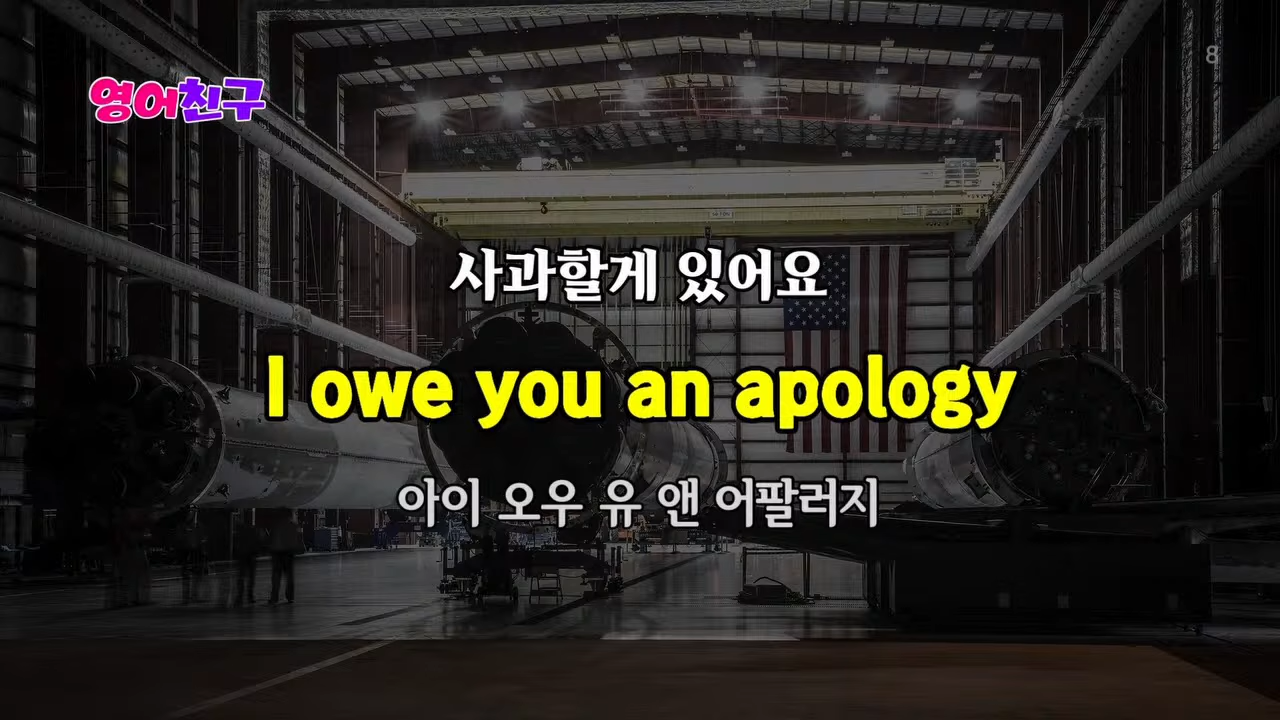 영어친구
8
사과할게 있어요
I owe you an apology
아이 오우 유 앤 어팔러지